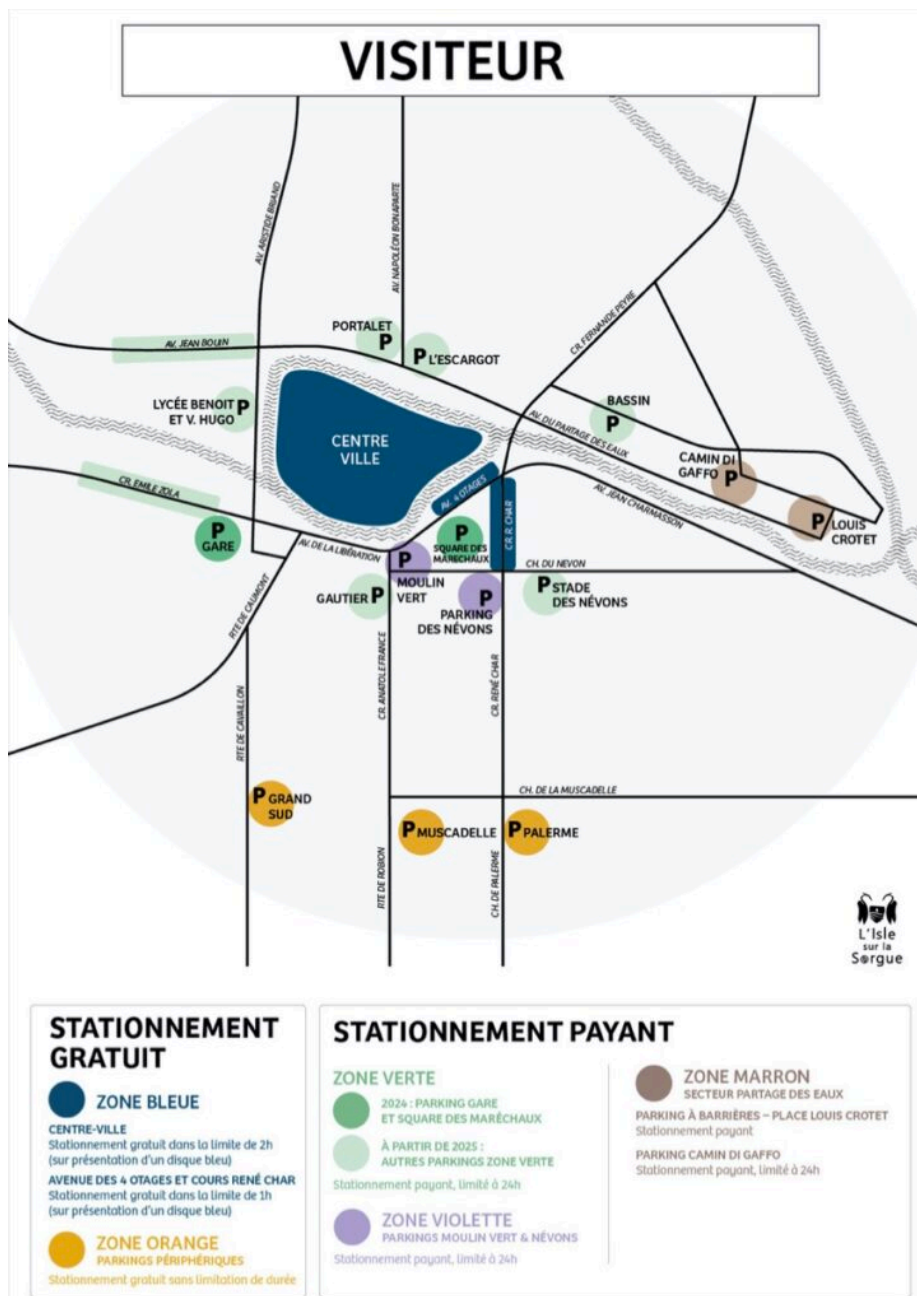 VISITEUR
AV. ARISTIDE BRIAND
AV. NAPOLÉON BONAPARTE
CR. FERNANDE PEYRE
PORTALET
P
P L'ESCARGOT
AV. JEAN BOUIN
LYCÉE BENOIT P
ET V. HUGO
CENTRE
VILLE
BASSIN
P
AV. DU PARTAGE DES EAUX
CAMIN DI
GAFFO P
P LOUIS
CROTET
AV. JEAN CHARMASSON
CR. EMILE ZOLA
AV. 4 OTAGES
CR. R. CHAR
P
GARE
AV. DE LA LIBÉRATION
P
SQUARE DES
MARECHAUX
P
MOULIN
VERT
CH. DU NEVON
GAUTIER P
P
PARKING
DES NÉVONS
P STADE
DES NÉVONS
RTE DE CAUMONT
RTE DE CAVAILLON
CR. ANATOLE FRANCE
CR. RENÉ CHAR
P GRAND
SUD
CH. DE LA MUSCADELLE
P MUSCADELLE
P PALERME
RTE DE ROBION
CH. DE PALERME
L'Isle
sur la
Sorgue
STATIONNEMENT
GRATUIT
ZONE BLEUE
CENTRE-VILLE
Stationnement gratuit dans la limite de 2h
(sur présentation d'un disque bleu)
AVENUE DES 4 OTAGES ET COURS RENÉ CHAR
Stationnement gratuit dans la limite de 1h
(sur présentation d'un disque bleu)
ZONE ORANGE
PARKINGS PÉRIPHÉRIQUES
Stationnement gratuit sans limitation de durée
STATIONNEMENT PAYANT
ZONE VERTE
2024 : PARKING GARE
ET SQUARE DES MARÉCHAUX
À PARTIR DE 2025 :
AUTRES PARKINGS ZONE VERTE
Stationnement payant, limité à 24h
ZONE VIOLETTE
PARKINGS MOULIN VERT & NÉVONS
Stationnement payant, limité à 24h
ZONE MARRON
SECTEUR PARTAGE DES EAUX
PARKING À BARRIÈRES – PLACE LOUIS CROTET
Stationnement payant
PARKING CAMIN DI GAFFO
Stationnement payant, limité à 24h